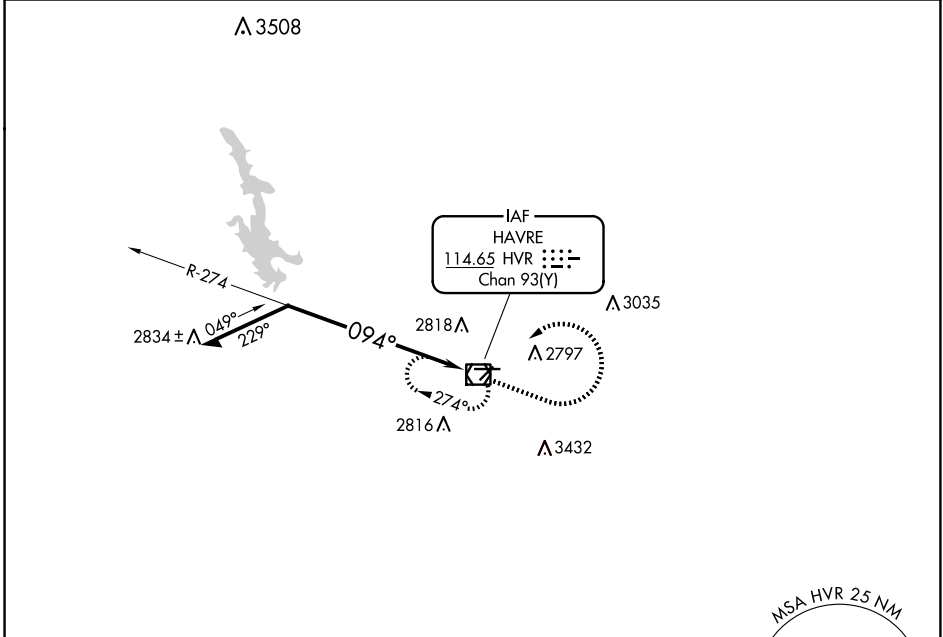 3508
IAF
HAVRE
114.65 HVR
Chan 93(Y)
R-274
3035
2834 ±
049°
229°
094°
2818
2797
274°
2816
3432
MSA HVR 25 NM